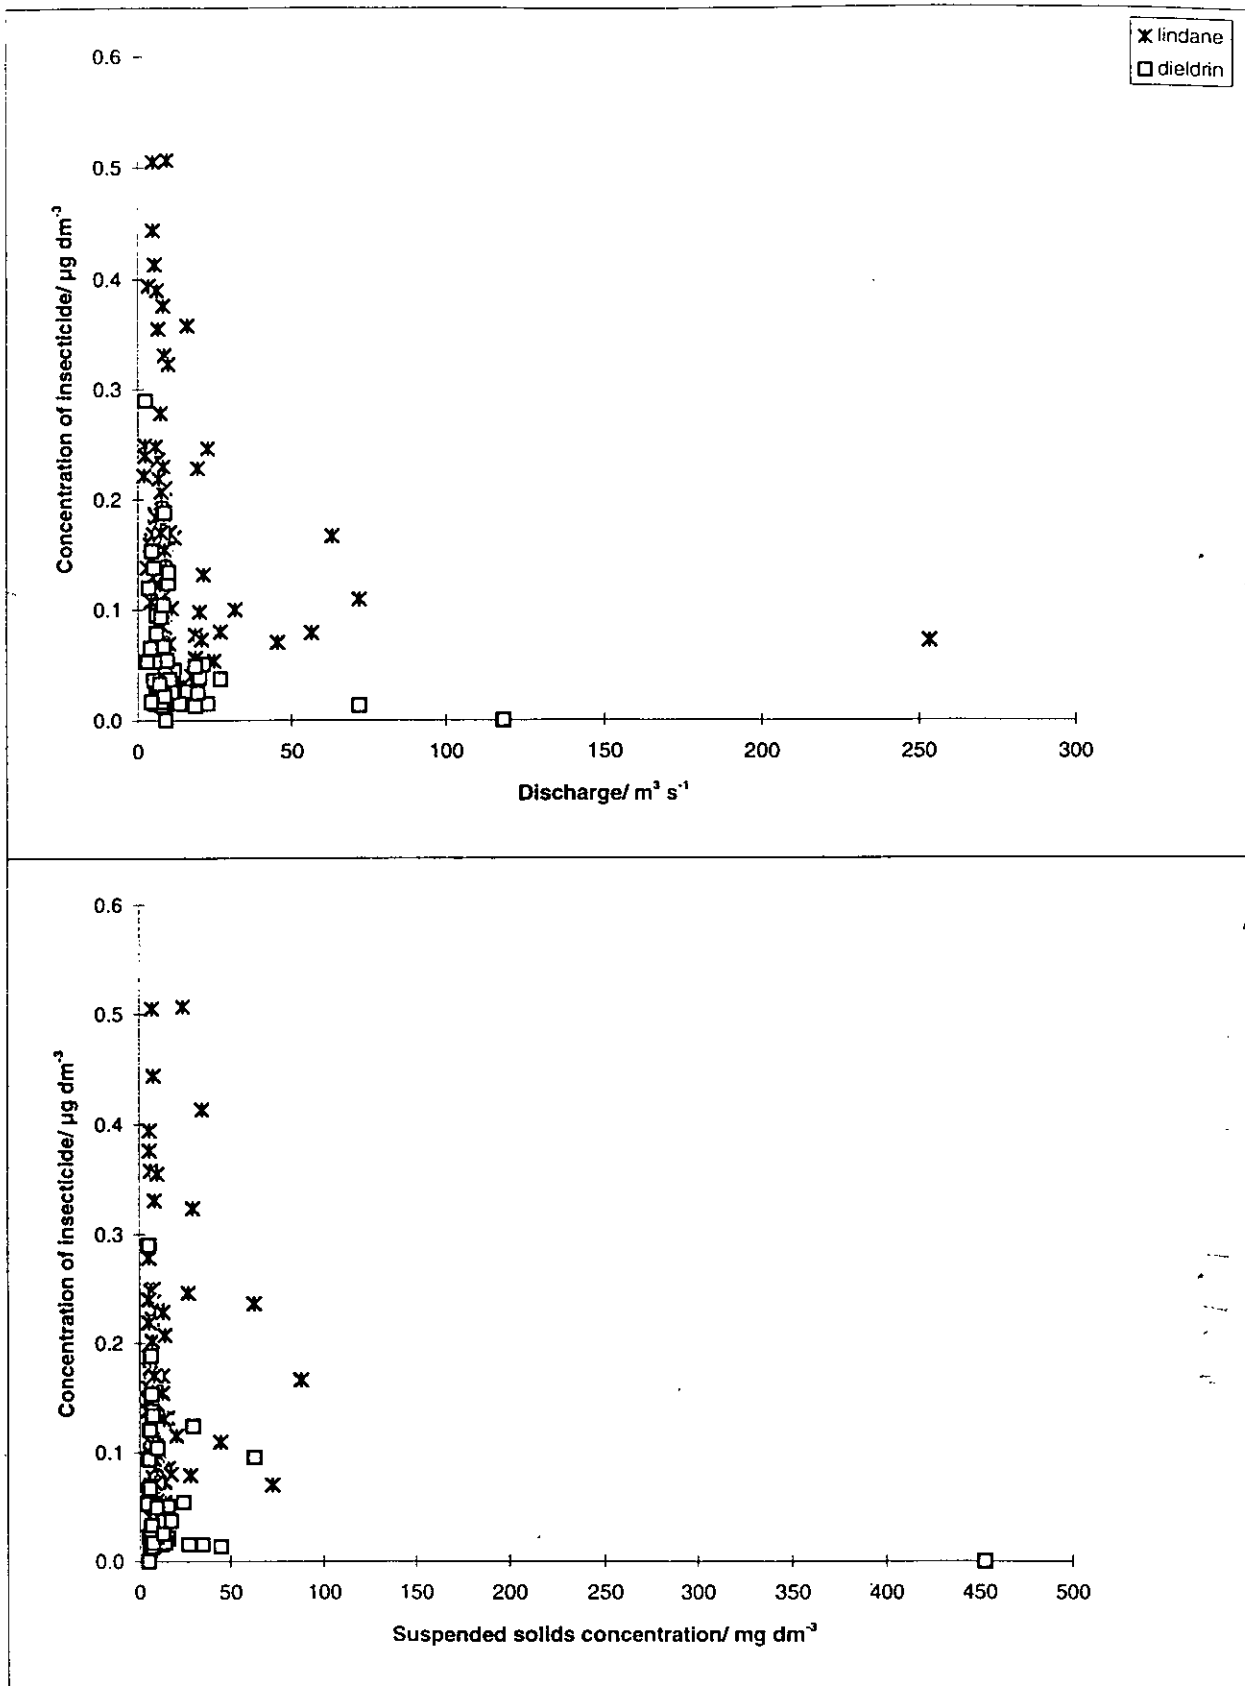 lindane
dieldrin
0.6
0.5
0.4
0.3
0.2
0.1
0.0
Concentration of insecticide/ µg dm⁻³
0 50 100 150 200 250 300
Discharge/ m³ s⁻¹
0.6
0.5
0.4
0.3
0.2
0.1
0.0
Concentration of insecticide/ µg dm⁻³
0 50 100 150 200 250 300 350 400 450 500
Suspended solids concentration/ mg dm⁻³